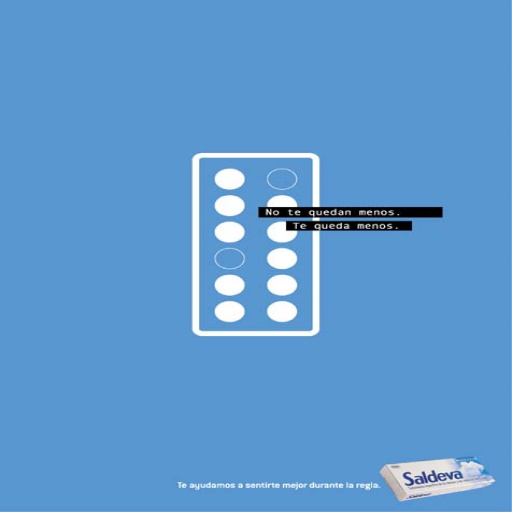 No te quedan menos.
Te queda menos.
Te ayudamos a sentirte mejor durante la regla.
Saldeva